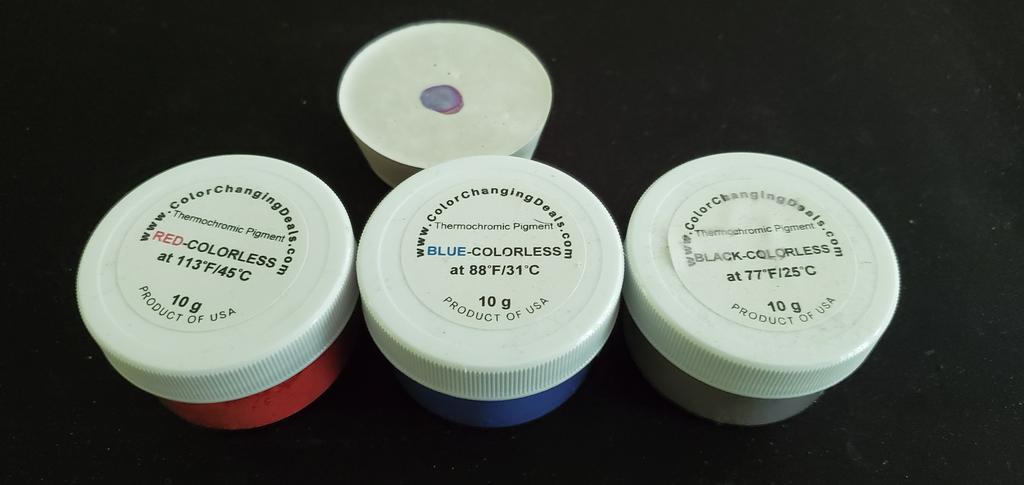 www.ColorChangingDeals.com
Thermochromic Pigment
RED-COLORLESS
at 113°F/45°C
10 g
PRODUCT OF USA
www.ColorChangingDeals.com
Thermochromic Pigment
BLUE-COLORLESS
at 88°F/31°C
10 g
PRODUCT OF USA
www.ColorChangingDeals.com
Thermochromic Pigment
BLACK-COLORLESS
at 77°F/25°C
10 g
PRODUCT OF USA